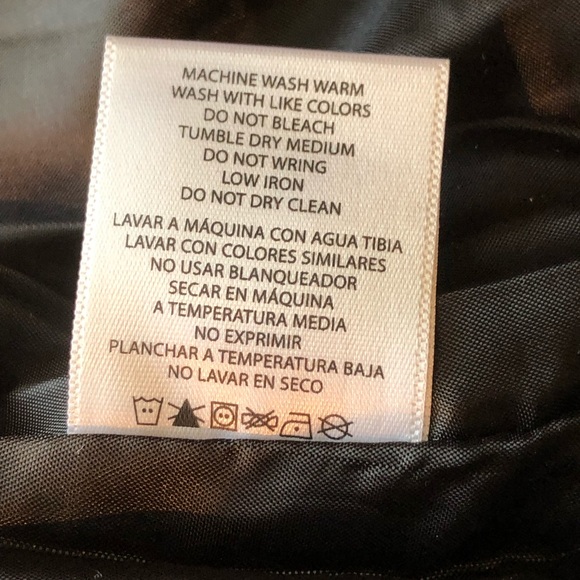 MACHINE WASH WARM
WASH WITH LIKE COLORS
DO NOT BLEACH
TUMBLE DRY MEDIUM
DO NOT WRING
LOW IRON
DO NOT DRY CLEAN
LAVAR A MÁQUINA CON AGUA TIBIA
LAVAR CON COLORES SIMILARES
NO USAR BLANQUEADOR
SECAR EN MÁQUINA
A TEMPERATURA MEDIA
NO EXPRIMIR
PLANCHAR A TEMPERATURA BAJA
NO LAVAR EN SECO